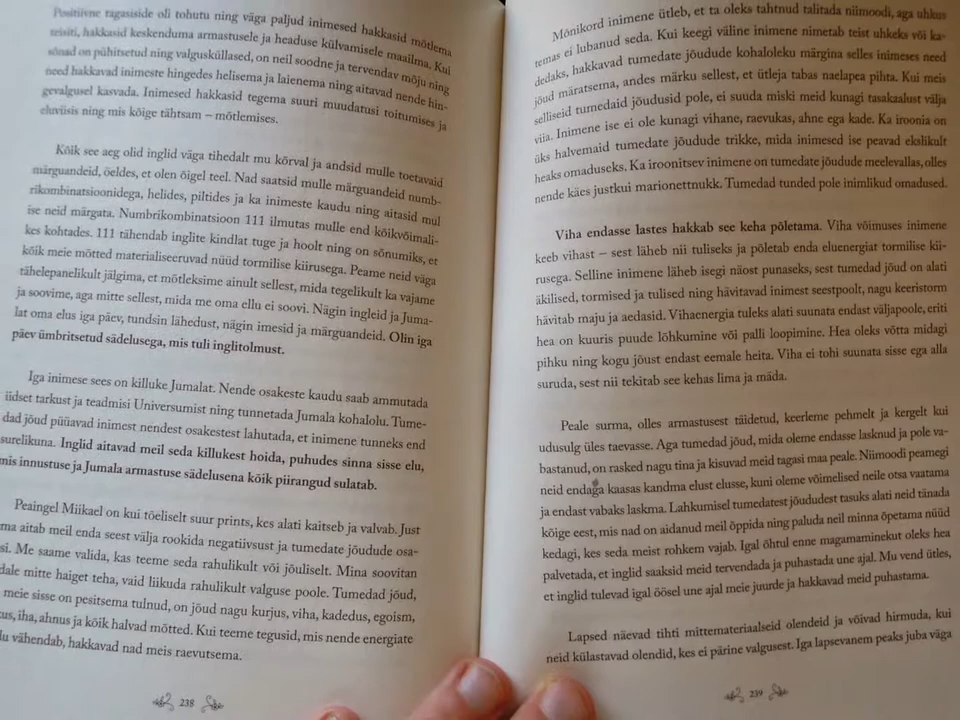 Positiivne tagasiside oli tohutu ning väga paljud inimesed hakkasid mõtlema
teisiti, hakkasid keskenduma armastusele ja headuse külvamisele maailma. Kui
sõnad on pühitsetud ning valgusküllased, on neil soodne ja tervendav mõju ning
need hakkavad inimeste hingedes helisema ja laienema ning aitavad nende hin-
gevalgusel kasvada. Inimesed hakkasid tegema suuri muudatusi toitumises ja
eluviisis ning mis kõige tähtsam – mõtlemises.
Kõik see aeg olid inglid väga tihedalt mu kõrval ja andsid mulle toetavaid
märguandeid, öeldes, et olen õigel teel. Nad saatsid mulle märguandeid numb-
rikombinatsioonidega, helides, piltides ja ka inimeste kaudu ning aitasid mul
ise neid märgata. Numbrikombinatsioon 111 ilmutas mulle end kõikvõimali-
kes kohtades. 111 tähendab inglite kindlat tuge ja hoolt ning on sõnumiks, et
kõik meie mõtted materialiseeruvad nüüd tormilise kiirusega. Peame neid väga
tähelepanelikult jälgima, et mõtleksime ainult sellest, mida tegelikult ka vajame
ja soovime, aga mitte sellest, mida me oma ellu ei soovi. Nägin ingleid ja Juma-
lat oma elus iga päev, tundsin lähedust, nägin imesid ja märguandeid. Olin iga
päev ümbritsetud sädelusega, mis tuli inglitolmust.
Iga inimese sees on killuke Jumalat. Nende osakeste kaudu saab ammutada
üdset tarkust ja teadmisi Universumist ning tunnetada Jumala kohalolu. Tume-
dad jõud püüavad inimest nendest osakestest lahutada, et inimene tunneks end
surelikuna. Inglid aitavad meil seda killukest hoida, puhudes sinna sisse elu,
mis innustuse ja Jumala armastuse sädelusena kõik piirangud sulatab.
Peaingel Miikael on kui tõeliselt suur prints, kes alati kaitseb ja valvab. Just
ma aitab meil enda seest välja rookida negatiivsust ja tumedate jõudude osa-
si. Me saame valida, kas teeme seda rahulikult või jõuliselt. Mina soovitan
dale mitte haiget teha, vaid liikuda rahulikult valguse poole. Tumedad jõud,
meie sisse on pesitsema tulnud, on jõud nagu kurjus, viha, kadedus, egoism,
us, iha, ahnus ja kõik halvad mõtted. Kui teeme tegusid, mis nende energiate
lu vähendab, hakkavad nad meis raevutsema.
238
Mõnikord inimene ütleb, et ta oleks tahtnud talitada niimoodi, aga uhkus
temas ei lubanud seda. Kui keegi väline inimene nimetab teist uhkeks või ka-
dedaks, hakkavad tumedate jõudude kohaloleku märgina selles inimeses need
jõud märatsema, andes märku sellest, et ütleja tabas naelapea pihta. Kui meis
selliseid tumedaid jõudusid pole, ei suuda miski meid kunagi tasakaalust välja
viia. Inimene ise ei ole kunagi vihane, raevukas, ahne ega kade. Ka iroonia on
üks halvemaid tumedate jõudude trikke, mida inimesed ise peavad ekslikult
heaks omaduseks. Ka iroonisev inimene on tumedate jõudude meelevallas, olles
nende käes justkui marionettnukk. Tumedad tunded pole inimlikud omadused.
Viha endasse lastes hakkab see keha põletama. Viha võimuses inimene
keeb vihast – sest läheb nii tuliseks ja põletab enda eluenergiat tormilise kii-
rusega. Selline inimene läheb isegi näost punaseks, sest tumedad jõud on alati
äkilised, tormised ja tulised ning hävitavad inimest seestpoolt, nagu keeristorm
hävitab maju ja aedasid. Vihaenergia tuleks alati suunata endast väljapoole, eriti
hea on kuuris puude lõhkumine või palli loopimine. Hea oleks võtta midagi
pihku ning kogu jõust endast eemale heita. Viha ei tohi suunata sisse ega alla
suruda, sest nii tekitab see kehas lima ja mäda.
Peale surma, olles armastusest täidetud, keerleme pehmelt ja kergelt kui
udusulg üles taevasse. Aga tumedad jõud, mida oleme endasse lasknud ja pole va-
bastanud, on rasked nagu tina ja kisuvad meid tagasi maa peale. Niimoodi peamegi
neid endaga kaasas kandma elust elusse, kuni oleme võimelised neile otsa vaatama
ja endast vabaks laskma. Lahkumisel tumedatest jõududest tasuks alati neid tänada
kõige eest, mis nad on aidanud meil õppida ning paluda neil minna õpetama nüüd
kedagi, kes seda meist rohkem vajab. Igal õhtul enne magamaminekut oleks hea
palvetada, et inglid saaksid meid tervendada ja puhastada une ajal. Mu vend ütles,
et inglid tulevad igal öösel une ajal meie juurde ja hakkavad meid puhastama.
Lapsed näevad tihti mittemateriaalseid olendeid ja võivad hirmuda, kui
neid külastavad olendid, kes ei pärine valgusest. Iga lapsevanem peaks juba väga
239